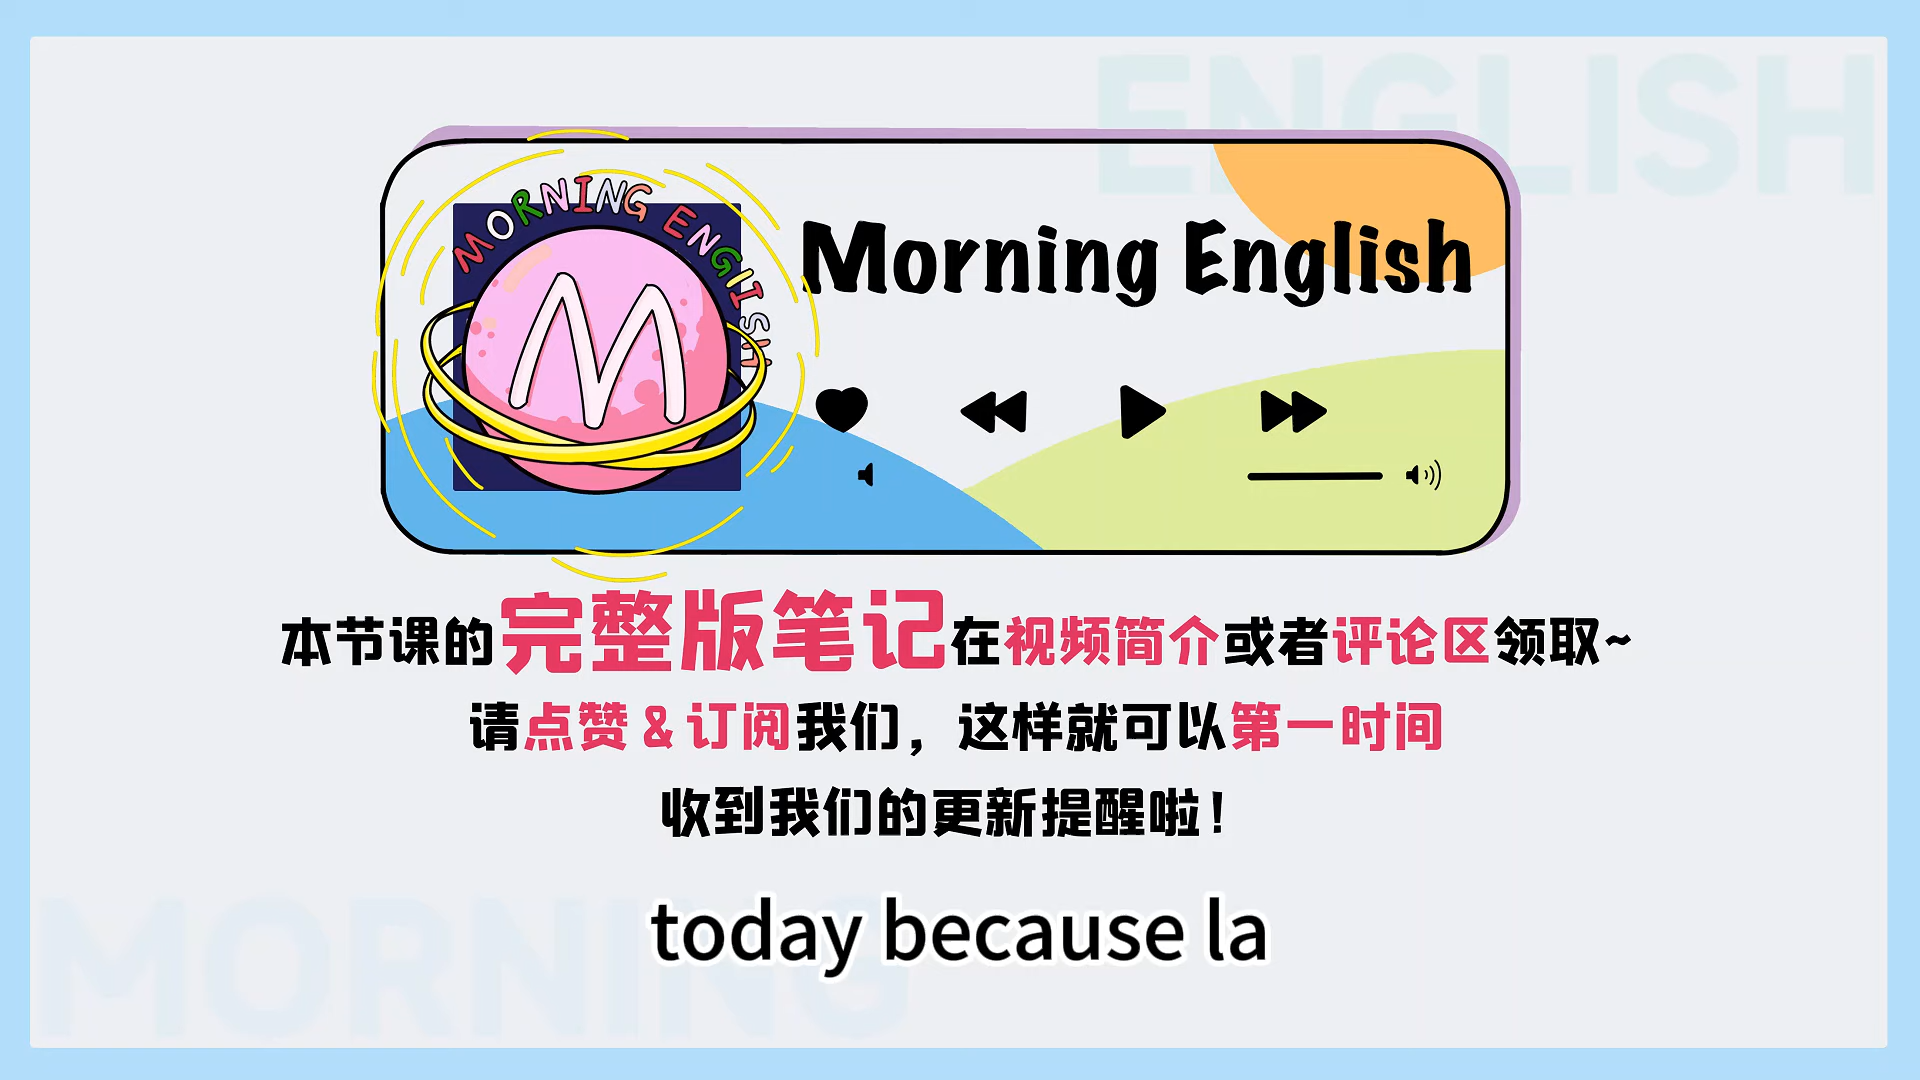 ENGLISH
MORNING ENGLISH
M
Morning English
本节课的完整版笔记在视频简介或者评论区领取~
请点赞&订阅我们，这样就可以第一时间
收到我们的更新提醒啦！
today because la
MORNING